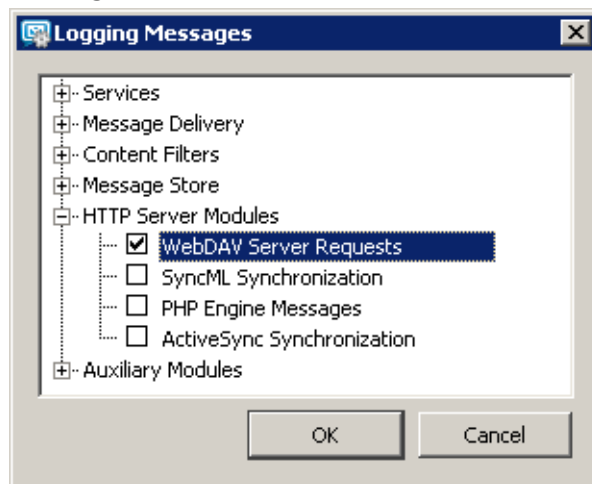 Logging Messages
Services
Message Delivery
Content Filters
Message Store
HTTP Server Modules
WebDAV Server Requests
SyncML Synchronization
PHP Engine Messages
ActiveSync Synchronization
Auxiliary Modules
OK Cancel